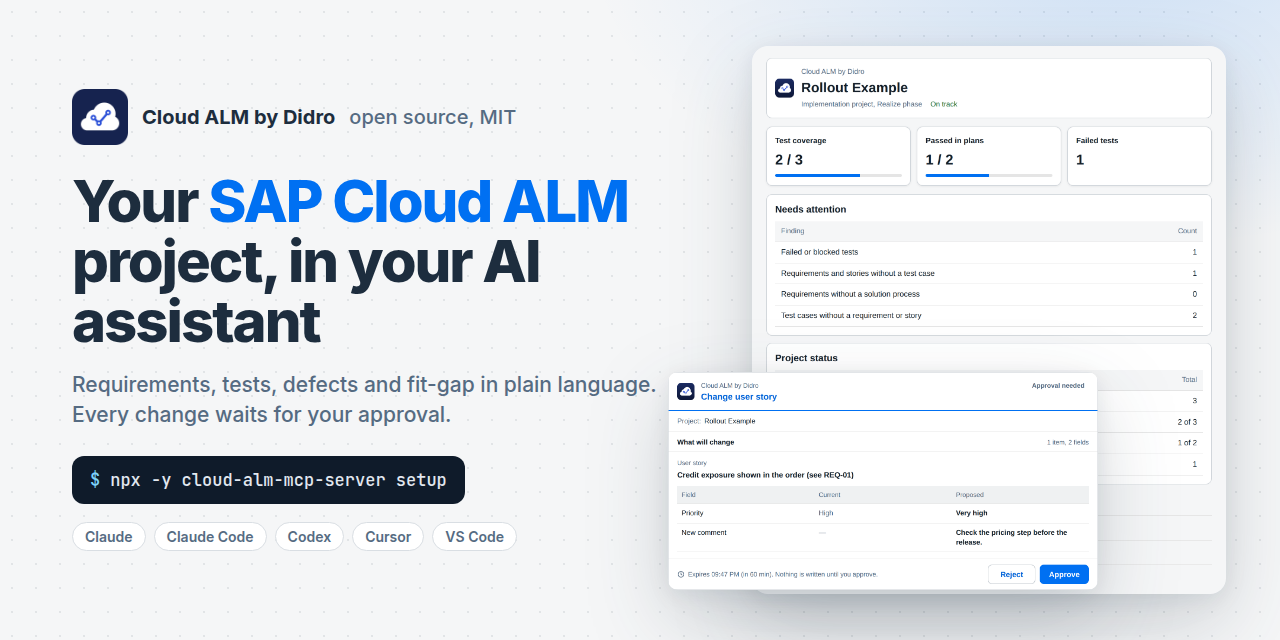 Cloud ALM by Didro open source, MIT
Your SAP Cloud ALM
project, in your AI
assistant
Requirements, tests, defects and fit-gap in plain language.
Every change waits for your approval.
$ npx -y cloud-alm-mcp-server setup
Claude
Claude Code
Codex
Cursor
VS Code
Cloud ALM by Didro
Rollout Example
Implementation project, Realize phase On track
Test coverage
2 / 3
Passed in plans
1 / 2
Failed tests
1
Needs attention
Finding Count
Failed or blocked tests 1
Requirements and stories without a test case 1
Requirements without a solution process 0
Test cases without a requirement or story 2
Project status
Total
3
2 of 3
1 of 2
1
Cloud ALM by Didro Approval needed
Change user story
Project: Rollout Example
What will change 1 item, 2 fields
User story
Credit exposure shown in the order (see REQ-01)
Field Current Proposed
Priority High Very high
New comment — Check the pricing step before the
release.
Expires 09:47 PM (in 60 min). Nothing is written until you approve. Reject Approve